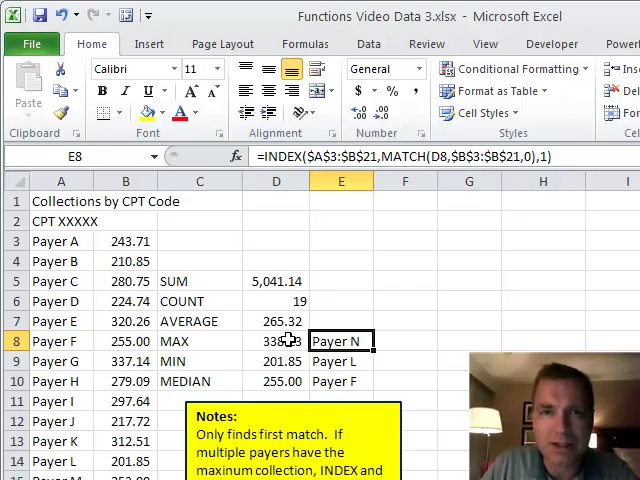 Functions Video Data 3.xlsx - Microsoft Excel
File Home Insert Page Layout Formulas Data Review View Developer
Paste
Calibri 11
General
Conditional Formatting
Format as Table
Cell Styles
Clipboard Font Alignment Number Styles
E8 fx =INDEX($A$3:$B$21,MATCH(D8,$B$3:$B$21,0),1)
A B C D E F G H I
1 Collections by CPT Code
2 CPT XXXXX
3 Payer A 243.71
4 Payer B 210.85
5 Payer C 280.75 SUM 5,041.14
6 Payer D 224.74 COUNT 19
7 Payer E 320.26 AVERAGE 265.32
8 Payer F 255.00 MAX Payer N
9 Payer G 337.14 MIN 201.85 Payer L
10 Payer H 279.09 MEDIAN 255.00 Payer F
11 Payer I 297.64
12 Payer J 217.72
13 Payer K 312.51
14 Payer L 201.85
Notes:
Only finds first match. If
multiple payers have the
maxinum collection, INDEX and